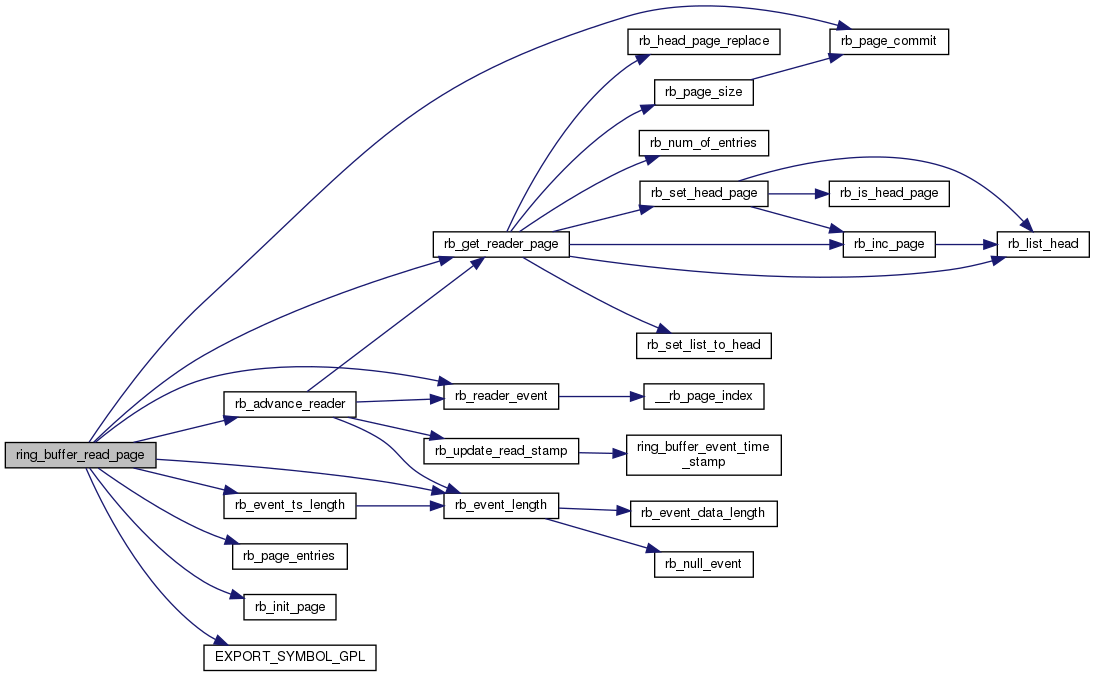 rb_head_page_replace
rb_page_commit
rb_page_size
rb_num_of_entries
rb_set_head_page
rb_is_head_page
rb_get_reader_page
rb_inc_page
rb_list_head
rb_set_list_to_head
rb_advance_reader
rb_reader_event
__rb_page_index
ring_buffer_read_page
rb_update_read_stamp
ring_buffer_event_time
_stamp
rb_event_ts_length
rb_event_length
rb_event_data_length
rb_page_entries
rb_null_event
rb_init_page
EXPORT_SYMBOL_GPL